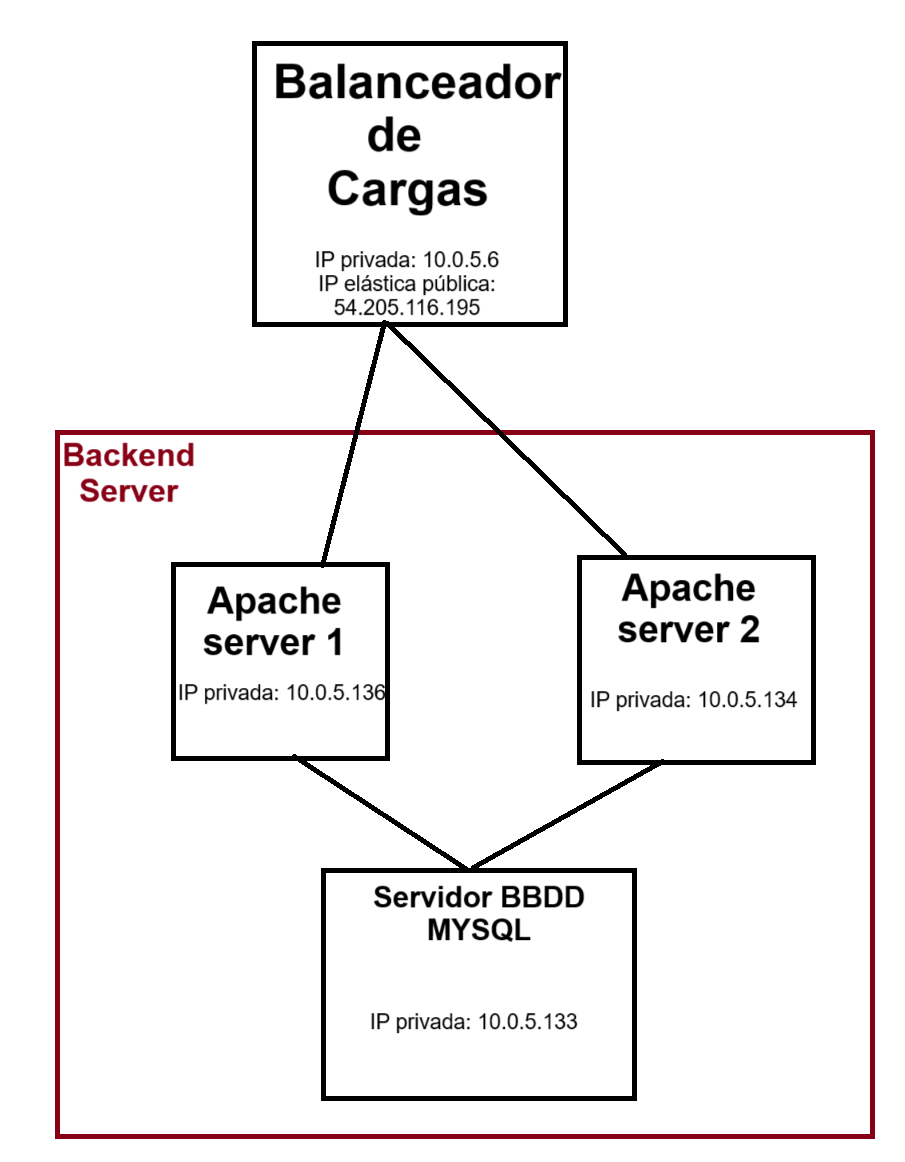 Balanceador
de
Cargas
IP privada: 10.0.5.6
IP elástica pública:
54.205.116.195
Backend
Server
Apache
server 1
IP privada: 10.0.5.136
Apache
server 2
IP privada: 10.0.5.134
Servidor BBDD
MYSQL
IP privada: 10.0.5.133